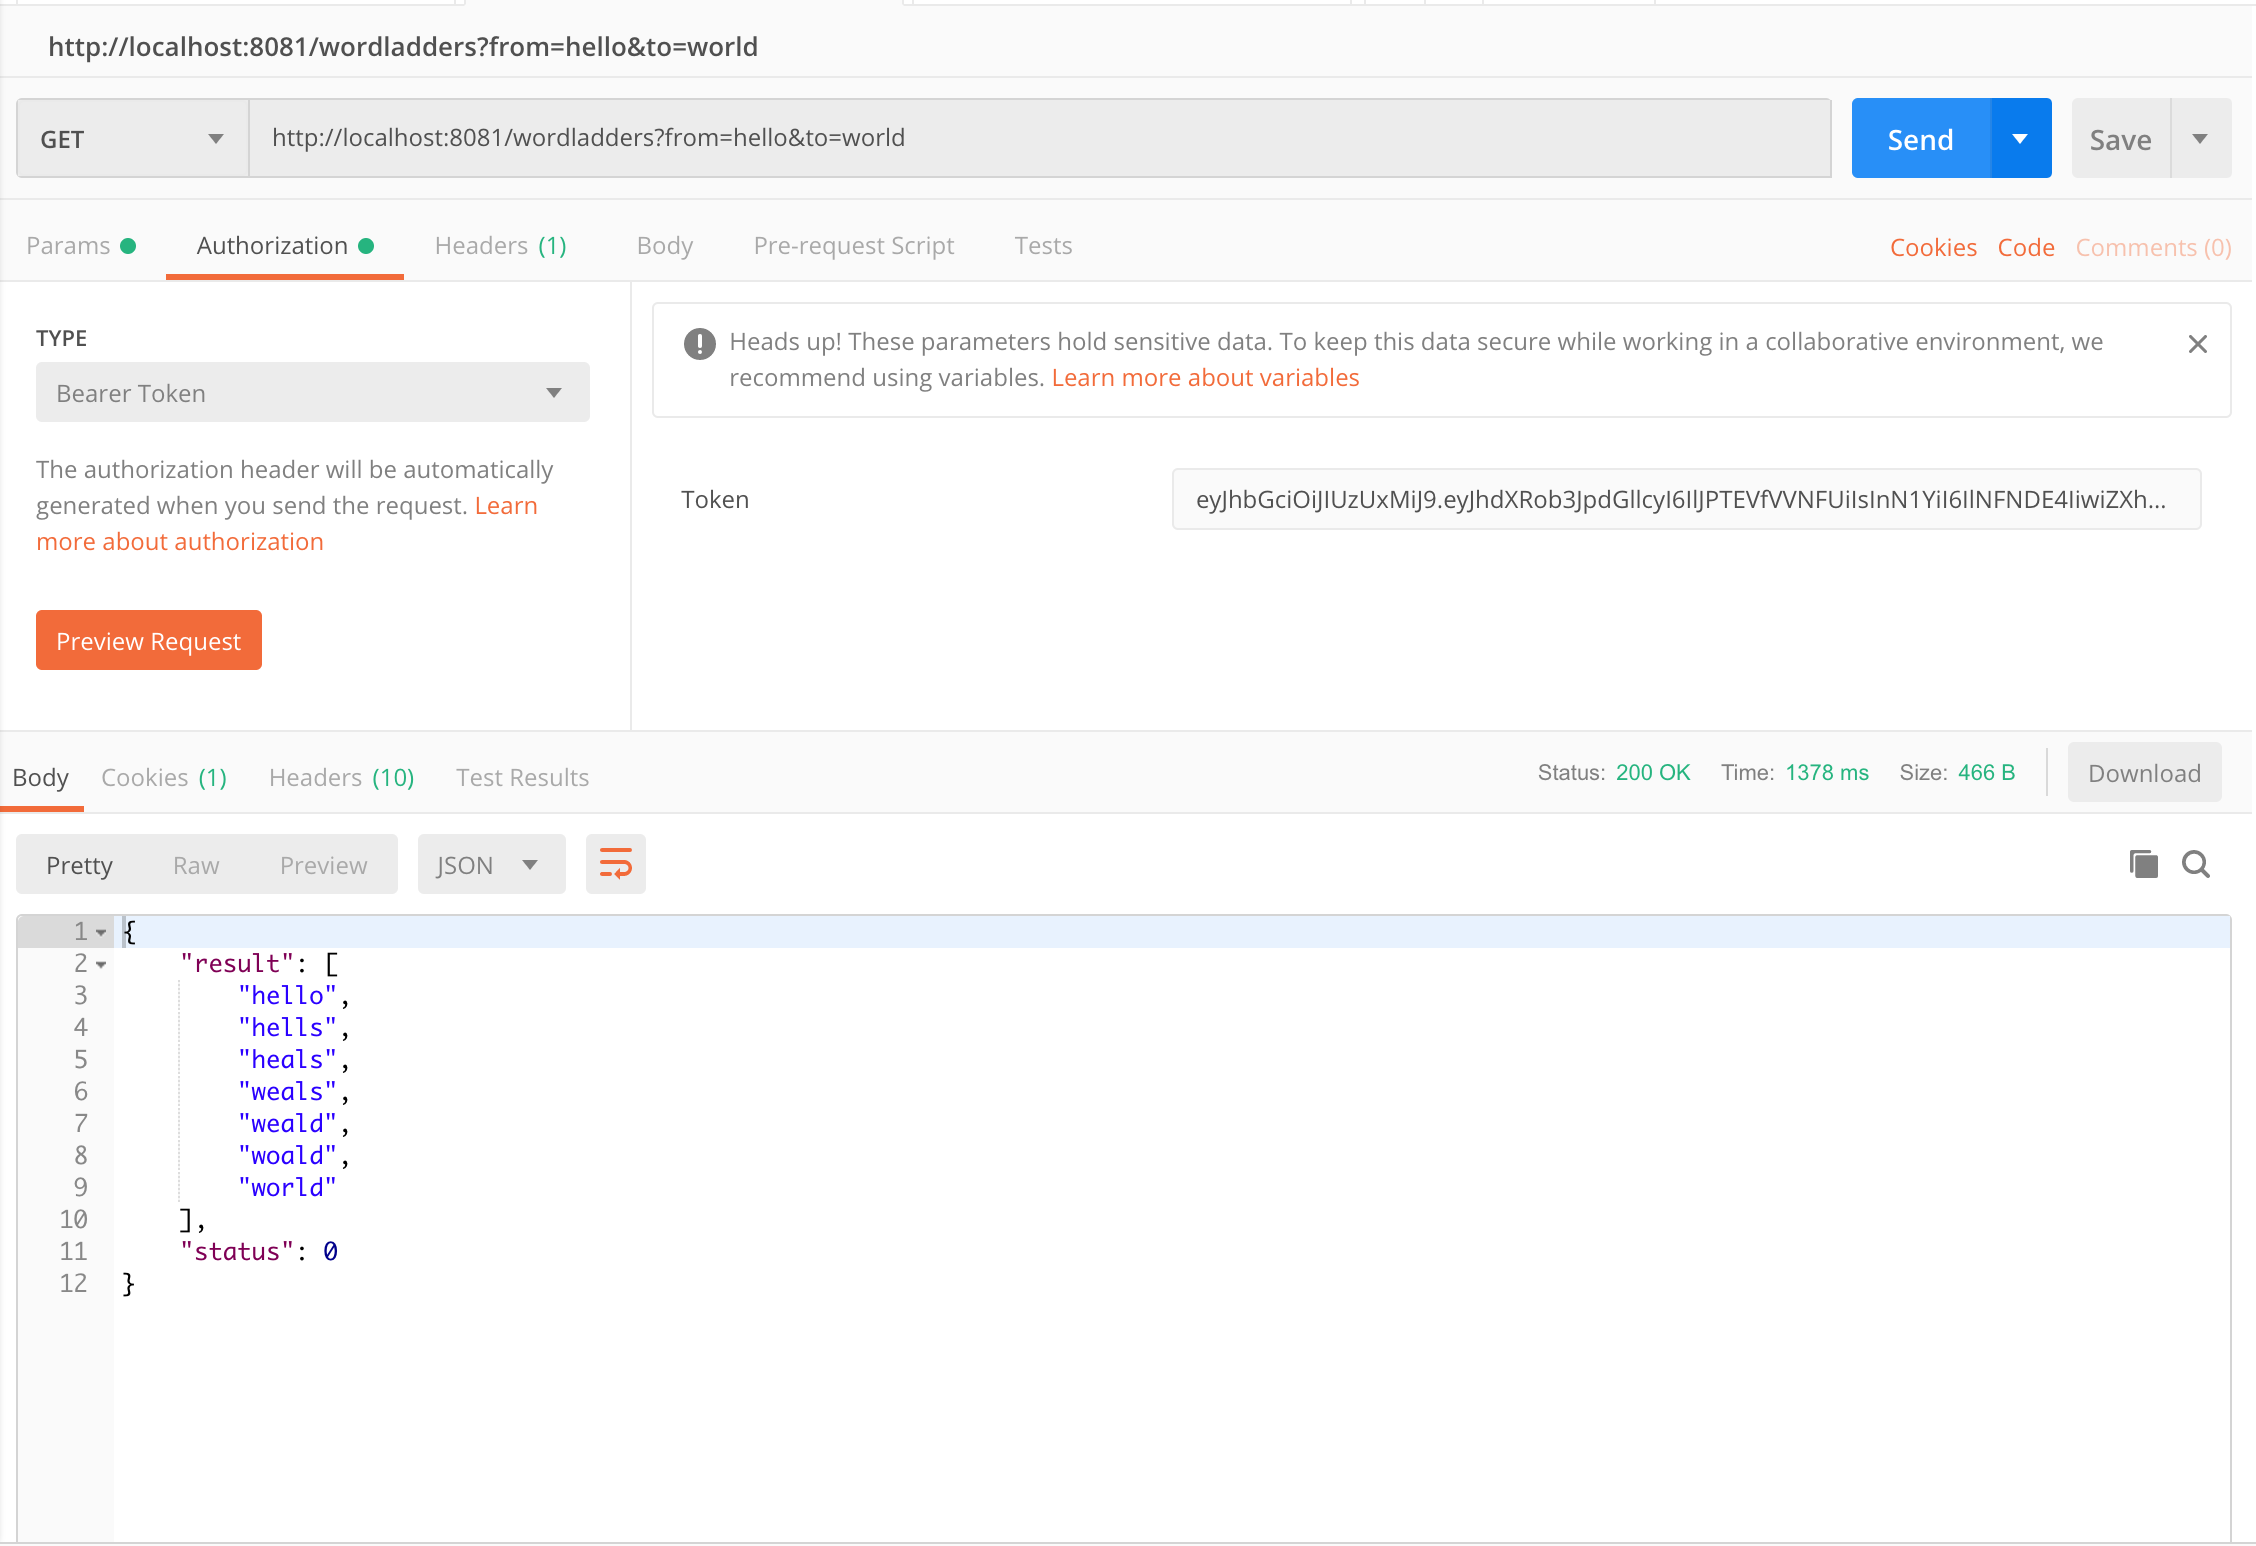 http://localhost:8081/wordladders?from=hello&to=world
GET http://localhost:8081/wordladders?from=hello&to=world Send Save
Params Authorization Headers (1) Body Pre-request Script Tests Cookies Code Comments (0)
TYPE
Bearer Token
The authorization header will be automatically
generated when you send the request. Learn
more about authorization
Preview Request
Heads up! These parameters hold sensitive data. To keep this data secure while working in a collaborative environment, we
recommend using variables. Learn more about variables
Token eyJhbGciOiJIUzUxMiJ9.eyJhdXRob3JpdGllcyI6IlJPTEVfVVNFUiIsInN1YiI6IlNFNDE4IiwiZXh...
Body Cookies (1) Headers (10) Test Results Status: 200 OK Time: 1378 ms Size: 466 B Download
Pretty Raw Preview JSON
1 {
2 "result": [
3 "hello",
4 "hells",
5 "heals",
6 "weals",
7 "weald",
8 "woald",
9 "world"
10 ],
11 "status": 0
12 }